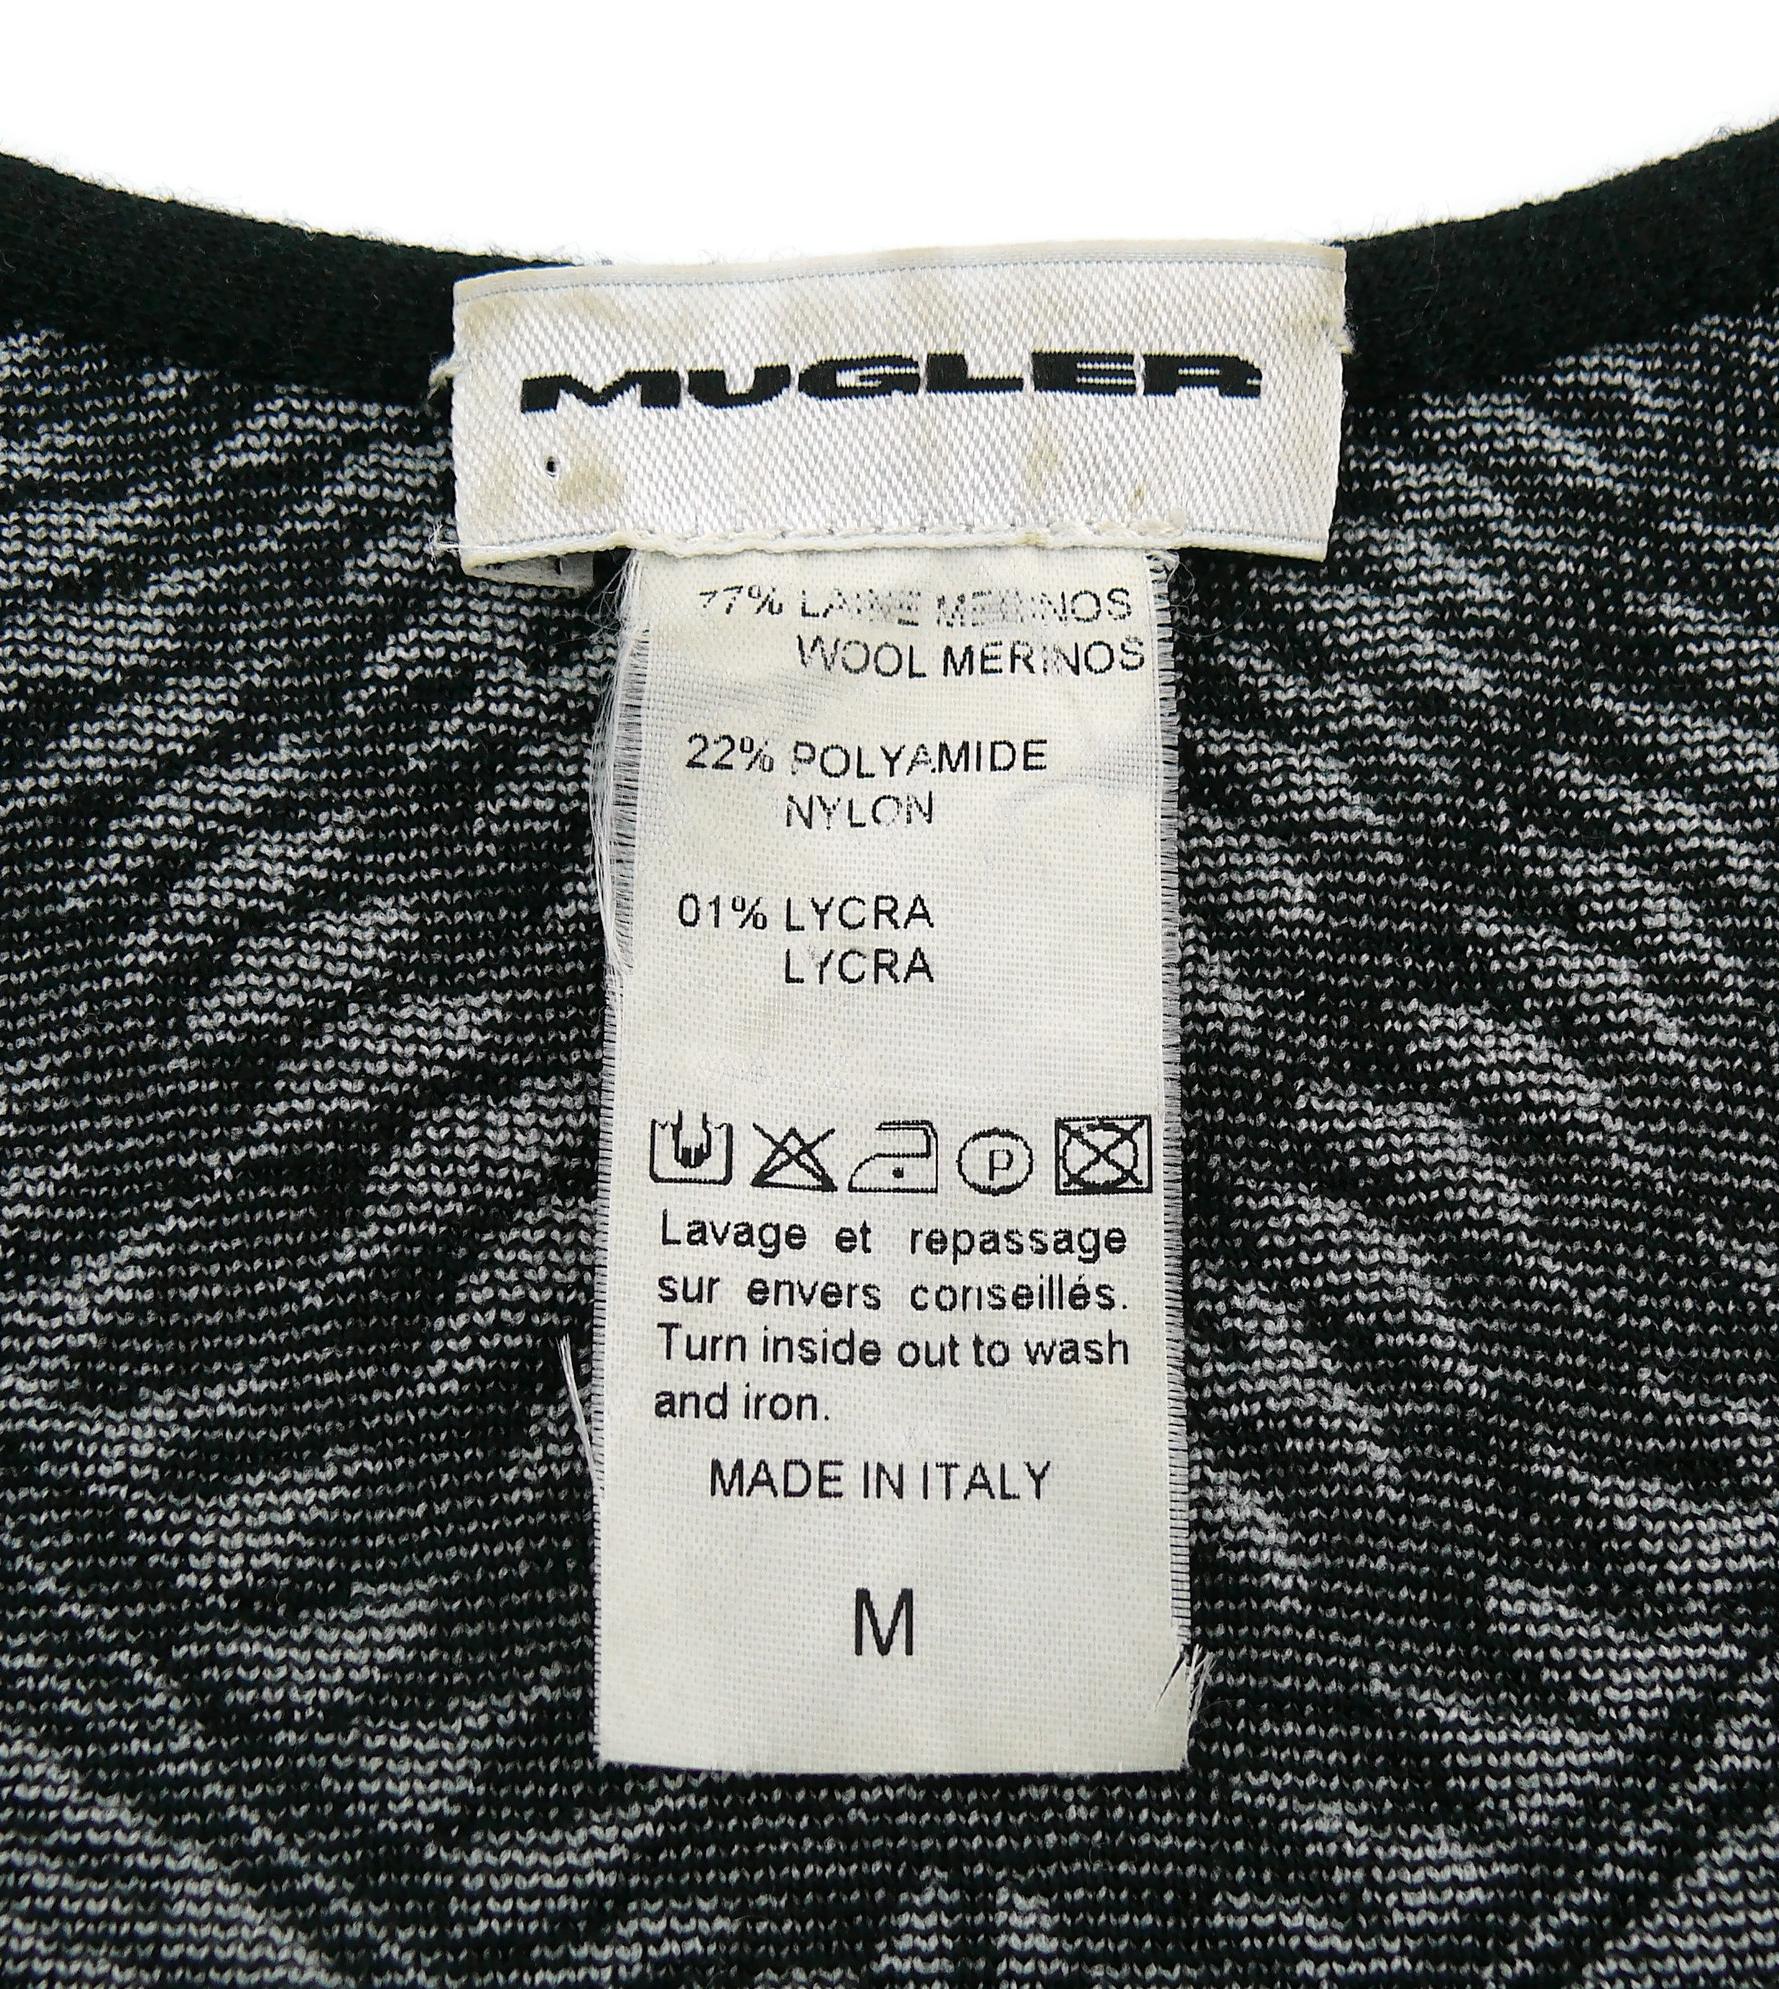 MUGLER
77% LAINE MERINOS
WOOL MERINOS
22% POLYAMIDE
NYLON
01% LYCRA
LYCRA
P
Lavage et repassage
sur envers conseillés.
Turn inside out to wash
and iron.
MADE IN ITALY
M